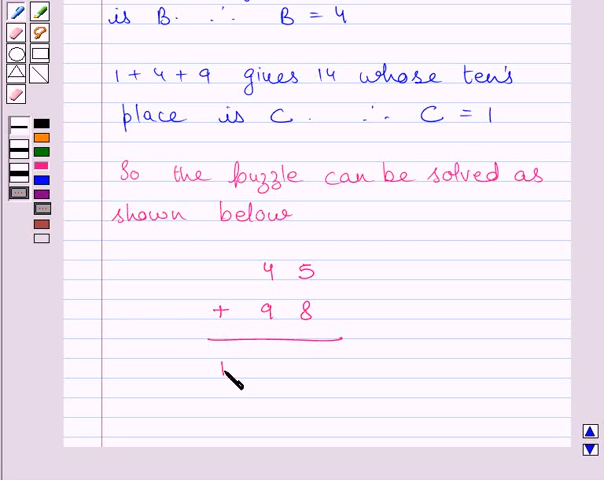 is B. ∴ B = 4
1 + 4 + 9 gives 14 whose ten's
place is C. ∴ C = 1
So the puzzle can be solved as
shown below
4 5
+ 9 8
1